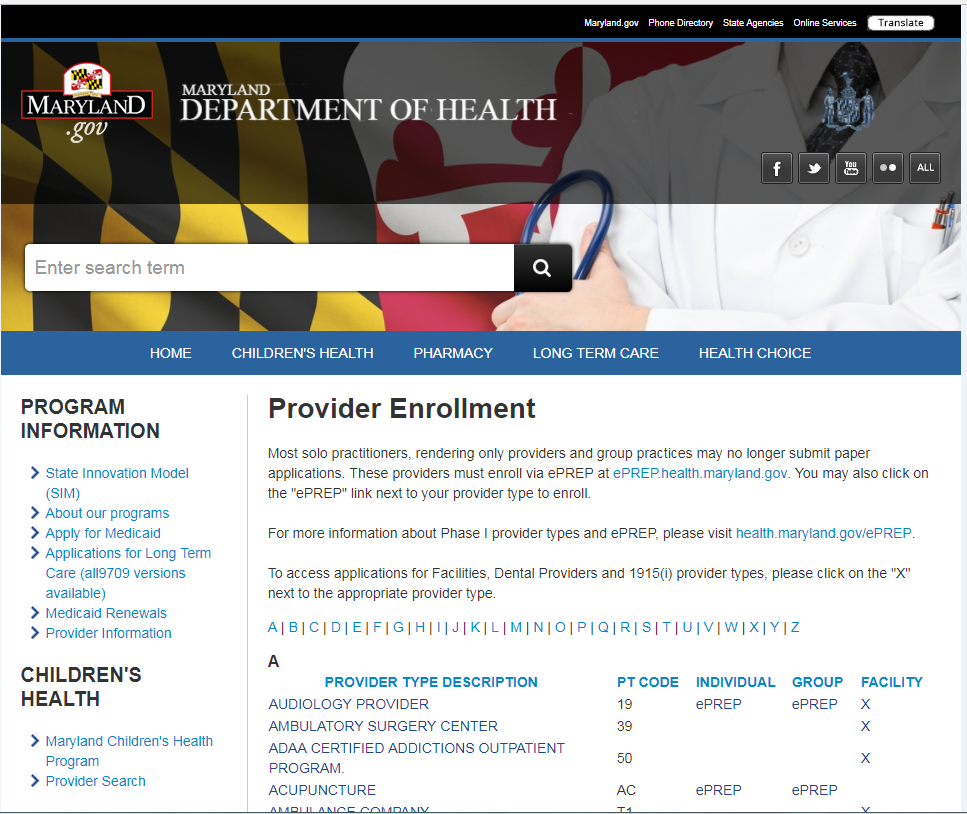 Maryland.gov Phone Directory State Agencies Online Services Translate
MARYLAND
.gov
MARYLAND
DEPARTMENT OF HEALTH
f You Tube ALL
Enter search term
HOME CHILDREN'S HEALTH PHARMACY LONG TERM CARE HEALTH CHOICE
PROGRAM
INFORMATION
State Innovation Model
(SIM)
About our programs
Apply for Medicaid
Applications for Long Term
Care (all9709 versions
available)
Medicaid Renewals
Provider Information
CHILDREN'S
HEALTH
Maryland Children's Health
Program
Provider Search
Provider Enrollment
Most solo practitioners, rendering only providers and group practices may no longer submit paper
applications. These providers must enroll via ePREP at ePREP.health.maryland.gov. You may also click on
the "ePREP" link next to your provider type to enroll.
For more information about Phase I provider types and ePREP, please visit health.maryland.gov/ePREP.
To access applications for Facilities, Dental Providers and 1915(i) provider types, please click on the "X"
next to the appropriate provider type.
A | B | C | D | E | F | G | H | I | J | K | L | M | N | O | P | Q | R | S | T | U | V | W | X | Y | Z
A
PROVIDER TYPE DESCRIPTION PT CODE INDIVIDUAL GROUP FACILITY
AUDIOLOGY PROVIDER 19 ePREP ePREP X
AMBULATORY SURGERY CENTER 39 X
ADAA CERTIFIED ADDICTIONS OUTPATIENT
PROGRAM. 50 X
ACUPUNCTURE AC ePREP ePREP
AMBULANCE COMPANY T1 X